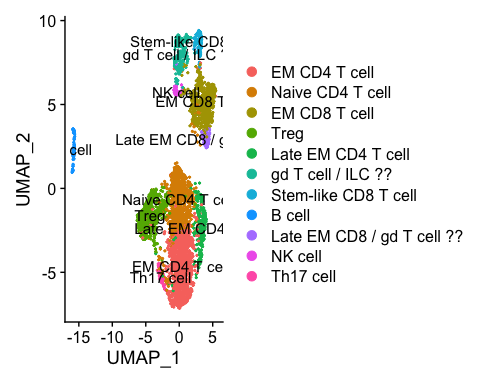 10
5
0
-5
UMAP_2
-15 -10 -5 0 5
UMAP_1
Stem-like CD8
gd T cell / ILC ?
NK cell
EM CD8 T
Late EM CD8 / g
cell
Naive CD4 T ce
Treg
Late EM CD4
EM CD4 T ce
Th17 cell
EM CD4 T cell
Naive CD4 T cell
EM CD8 T cell
Treg
Late EM CD4 T cell
gd T cell / ILC ??
Stem-like CD8 T cell
B cell
Late EM CD8 / gd T cell ??
NK cell
Th17 cell